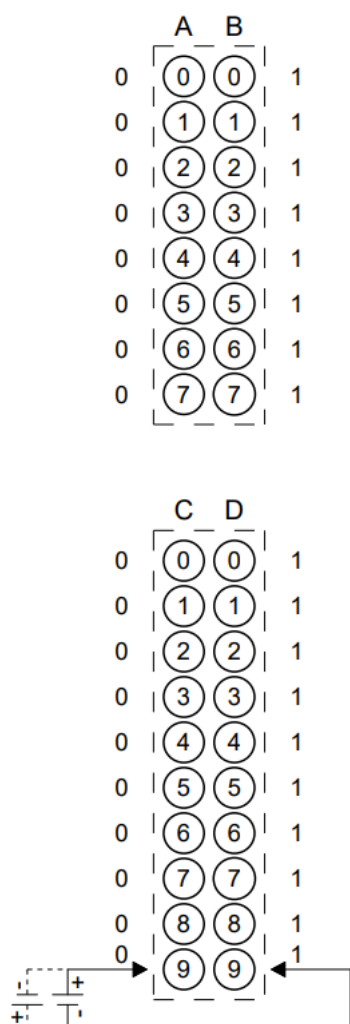 A B
0 0 0 1
0 1 1 1
0 2 2 1
0 3 3 1
0 4 4 1
0 5 5 1
0 6 6 1
0 7 7 1
C D
0 0 0 1
0 1 1 1
0 2 2 1
0 3 3 1
0 4 4 1
0 5 5 1
0 6 6 1
0 7 7 1
0 8 8 1
0 9 9 1
- +
+ -